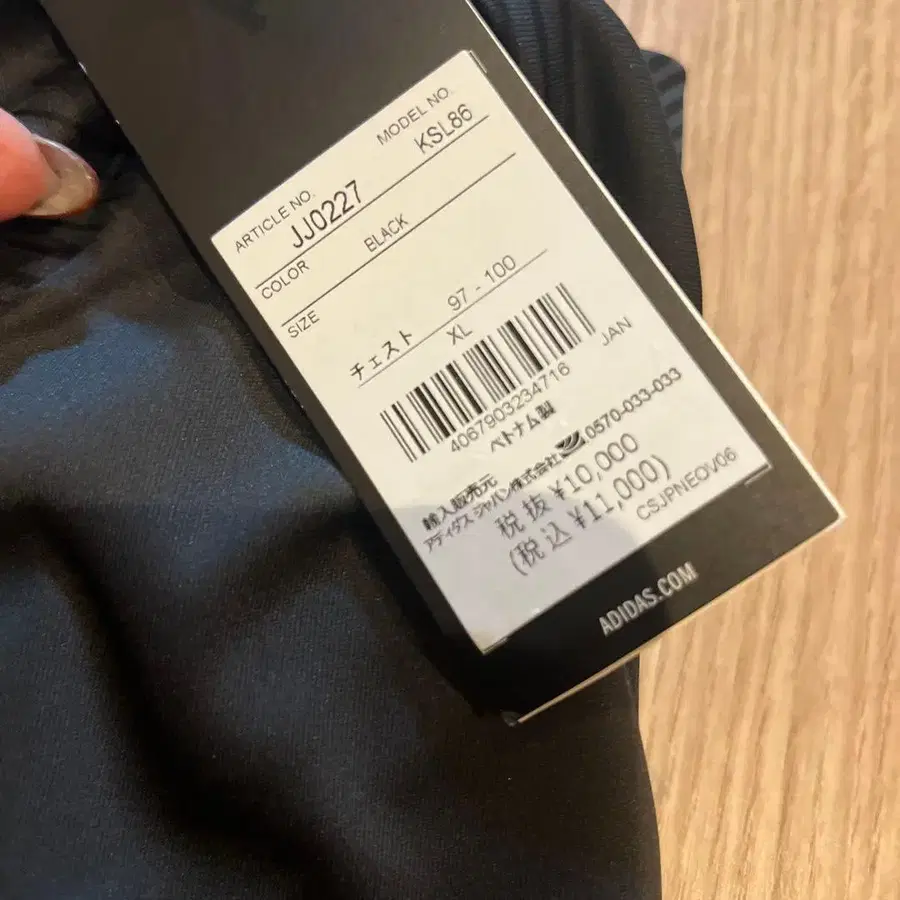 ARTICLE NO. MODEL NO.
JJ0227 KSL86
COLOR BLACK
SIZE
チェスト 97 - 100
XL
JAN
4067903234716
ベトナム製
輸入販売元
アディダス ジャパン株式会社 0570-033-033
税抜 ¥10,000
(税込 ¥11,000)
CSJPNEOV06
ADIDAS.COM